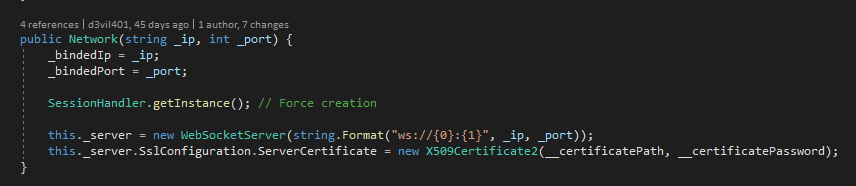 4 references | d3vil401, 45 days ago | 1 author, 7 changes
public Network(string _ip, int _port) {
_bindedIp = _ip;
_bindedPort = _port;
SessionHandler.getInstance(); // Force creation
this._server = new WebSocketServer(string.Format("ws://{0}:{1}", _ip, _port));
this._server.SslConfiguration.ServerCertificate = new X509Certificate2(__certificatePath, __certificatePassword);
}